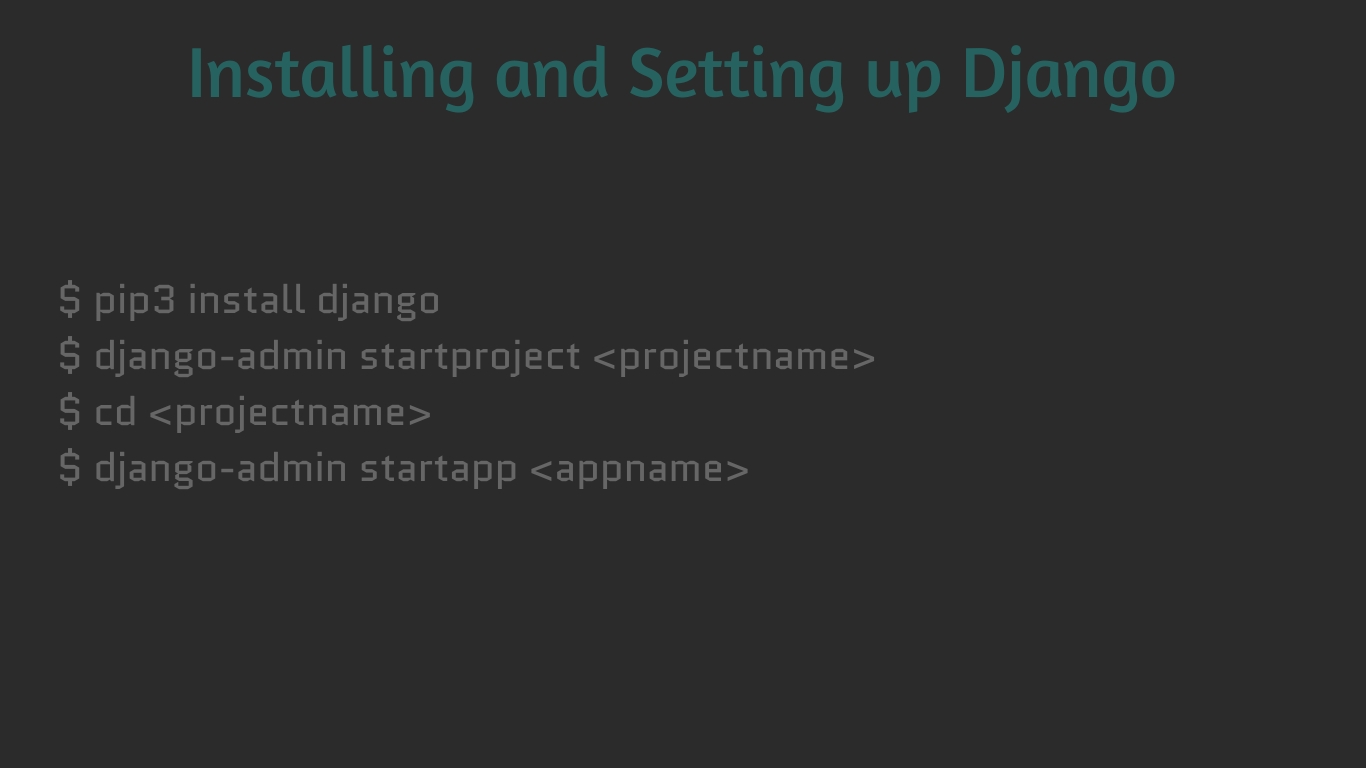 Installing and Setting up Django
$ pip3 install django
$ django-admin startproject <projectname>
$ cd <projectname>
$ django-admin startapp <appname>